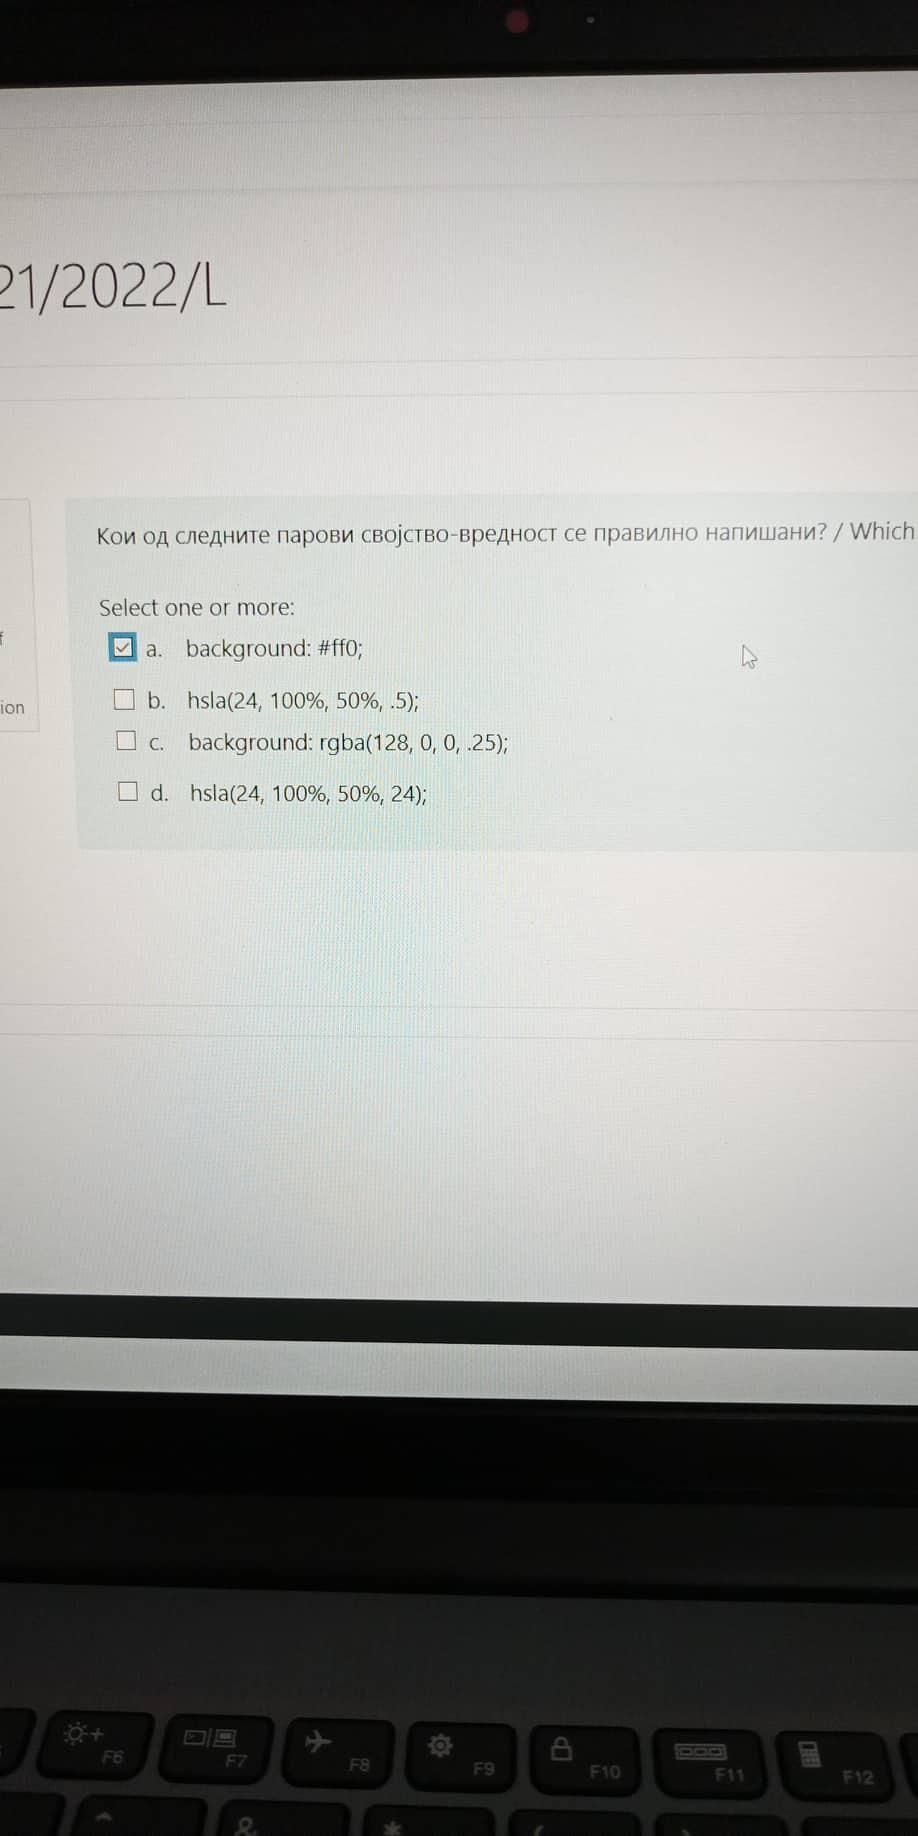 21/2022/L
Кои од следните парови својство-вредност се правилно напишани? / Which
f
ion
Select one or more:
a. background: #ff0;
b. hsla(24, 100%, 50%, .5);
c. background: rgba(128, 0, 0, .25);
d. hsla(24, 100%, 50%, 24);
F6 F7 F8 F9 F10 F11 F12
& *